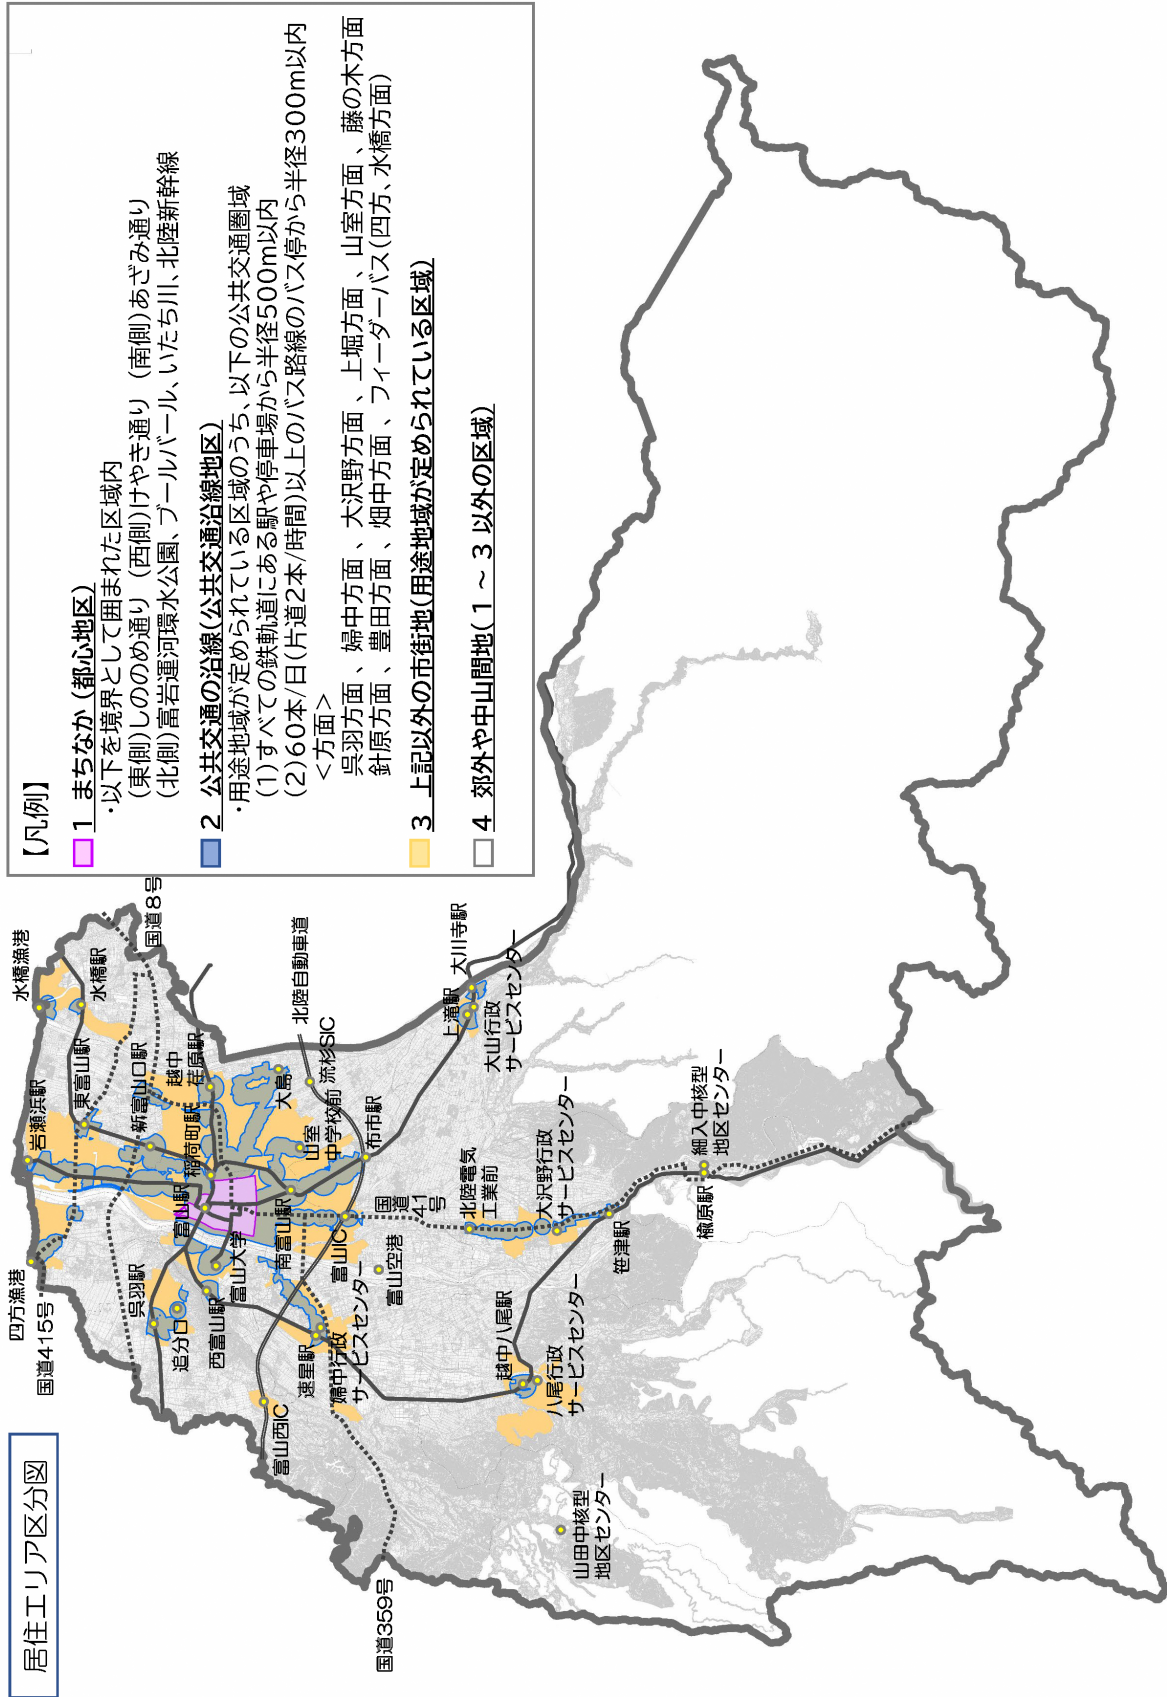 居住エリア区分図
【凡例】
1 まちなか(都心地区)
・以下を境界として囲まれた区域内
(東側)しののめ通り (西側)けやき通り (南側)あざみ通り
(北側)富岩運河環水公園、ブールバール、いたち川、北陸新幹線
2 公共交通の沿線(公共交通沿線地区)
・用途地域が定められている区域のうち、以下の公共交通圏域
(1)すべての鉄軌道にある駅や停車場から半径500m以内
(2)60本/日(片道2本/時間)以上のバス路線のバス停から半径300m以内
<方面>
呉羽方面 、婦中方面 、大沢野方面 、上堀方面 、山室方面 、藤の木方面
針原方面 、豊田方面 、畑中方面 、フィーダーバス(四方、水橋方面)
3 上記以外の市街地(用途地域が定められている区域)
4 郊外や中山間地(1～3以外の区域)
四方漁港
岩瀬浜駅
水橋漁港
国道415号
東富山駅
水橋駅
呉羽駅
新富山口駅
国道8号
追分口
富山駅
稲荷町駅
越中
荏原駅
西富山駅
富山大学
大島
富山西IC
速星駅
南富山駅
山室
中学校前
流杉SIC
北陸自動車道
婦中行政
サービスセンター
富山IC
布市駅
国道359号
富山空港
国道
41
号
上滝駅
大川寺駅
北陸電気
工業前
大山行政
サービスセンター
越中八尾駅
大沢野行政
サービスセンター
八尾行政
サービスセンター
笹津駅
山田中核型
地区センター
楡原駅
細入中核型
地区センター